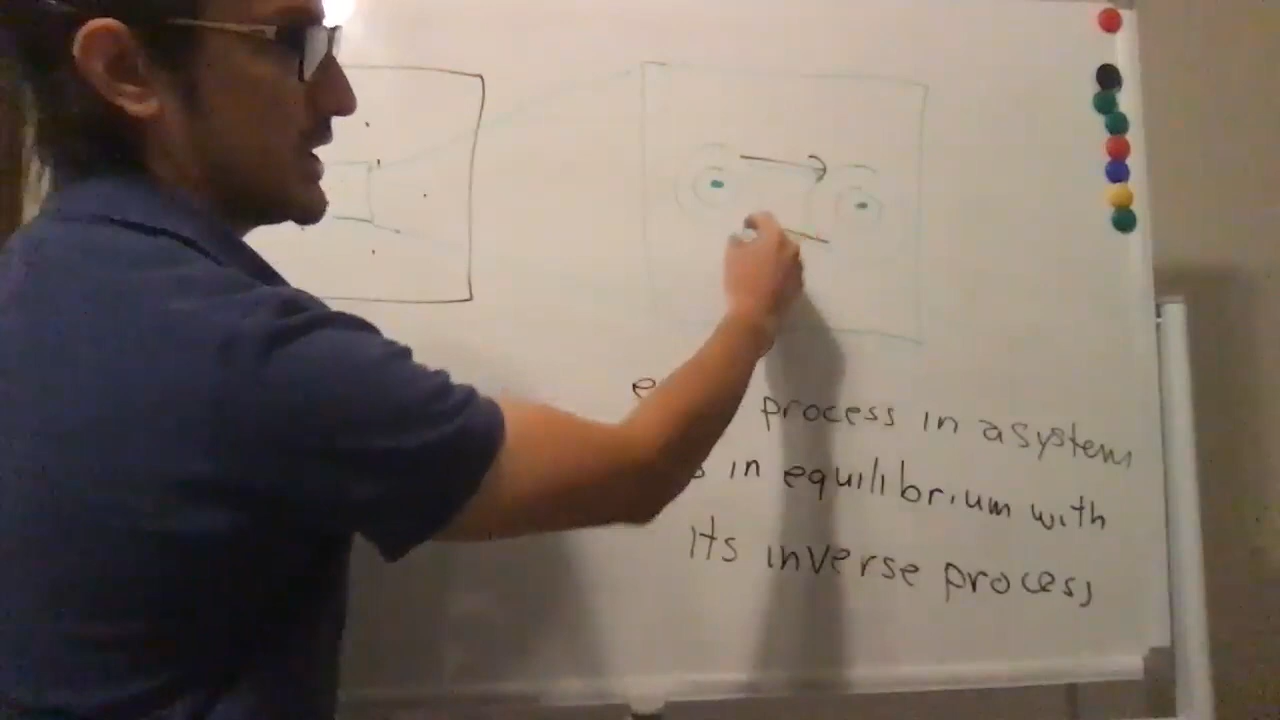 process in a system
in equilibrium with
its inverse process